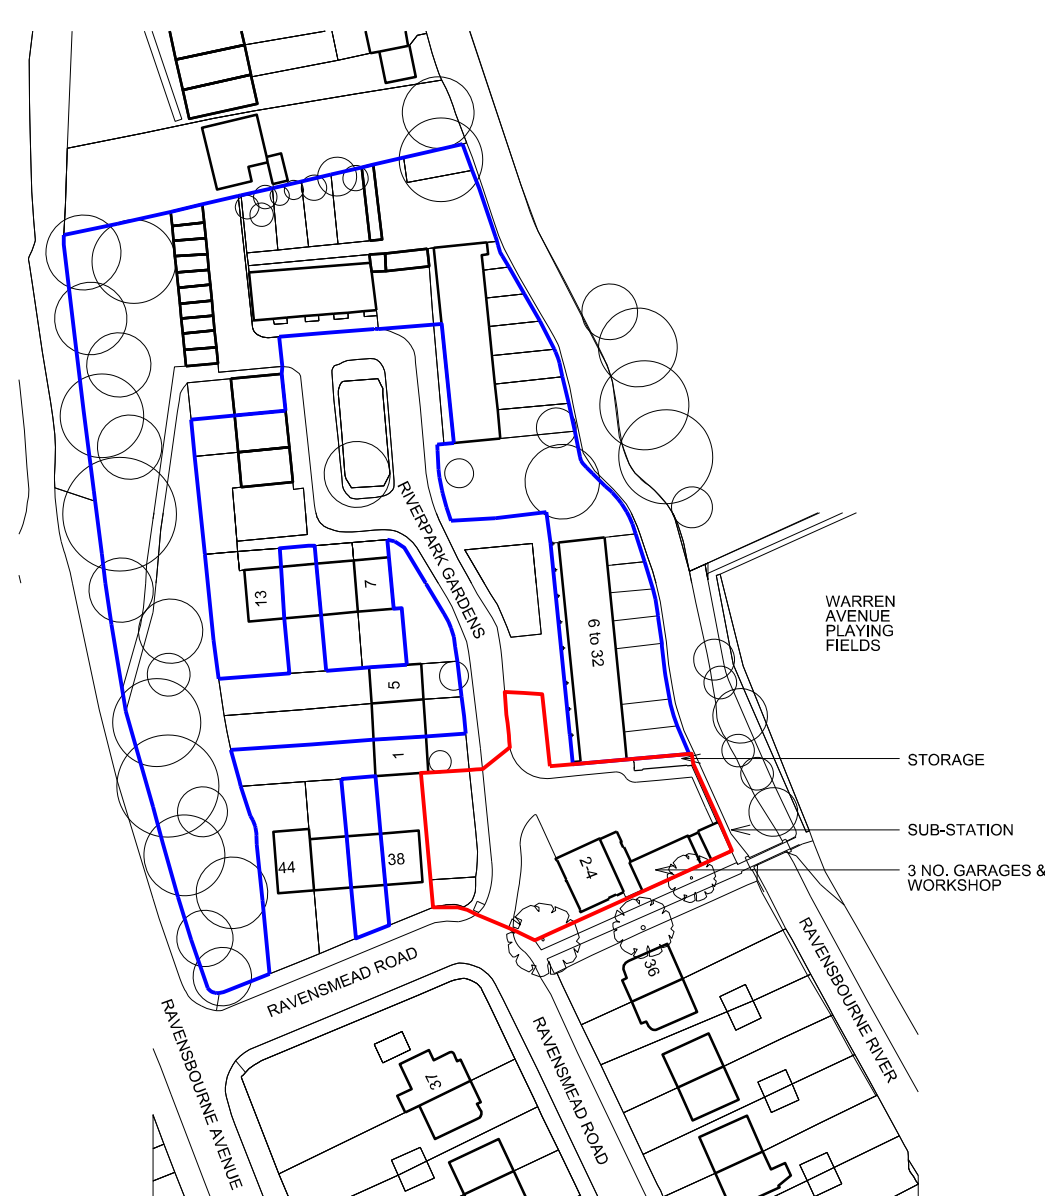 RIVERPARK GARDENS
WARREN
AVENUE
PLAYING
FIELDS
13
7
6 to 32
5
1
STORAGE
SUB-STATION
3 NO. GARAGES &
WORKSHOP
2-4
44
38
RAVENSMEAD ROAD
36
RAVENSBOURNE RIVER
RAVENSBOURNE AVENUE
RAVENSMEAD ROAD
37